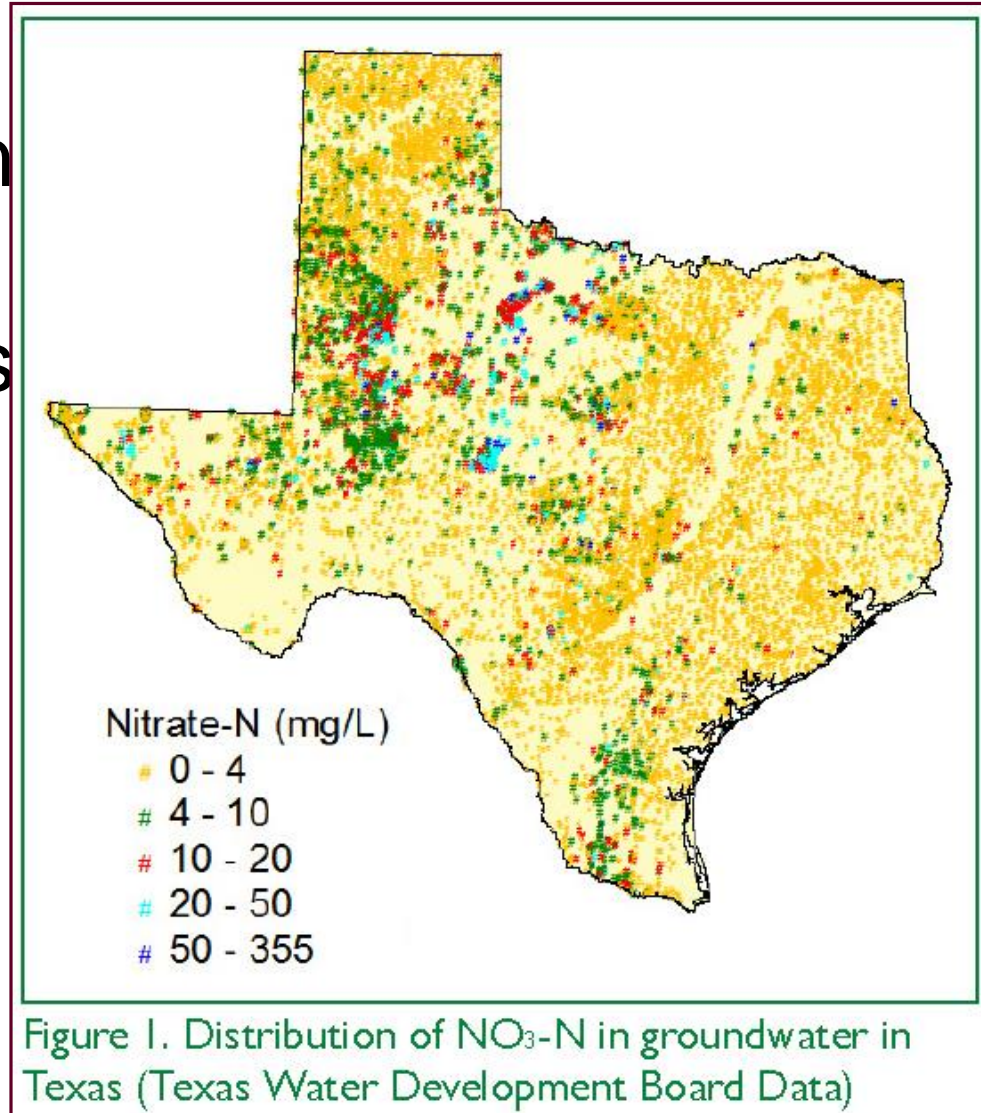 n
s
Nitrate-N (mg/L)
# 0 - 4
# 4 - 10
# 10 - 20
# 20 - 50
# 50 - 355
Figure 1. Distribution of NO₃-N in groundwater in
Texas (Texas Water Development Board Data)